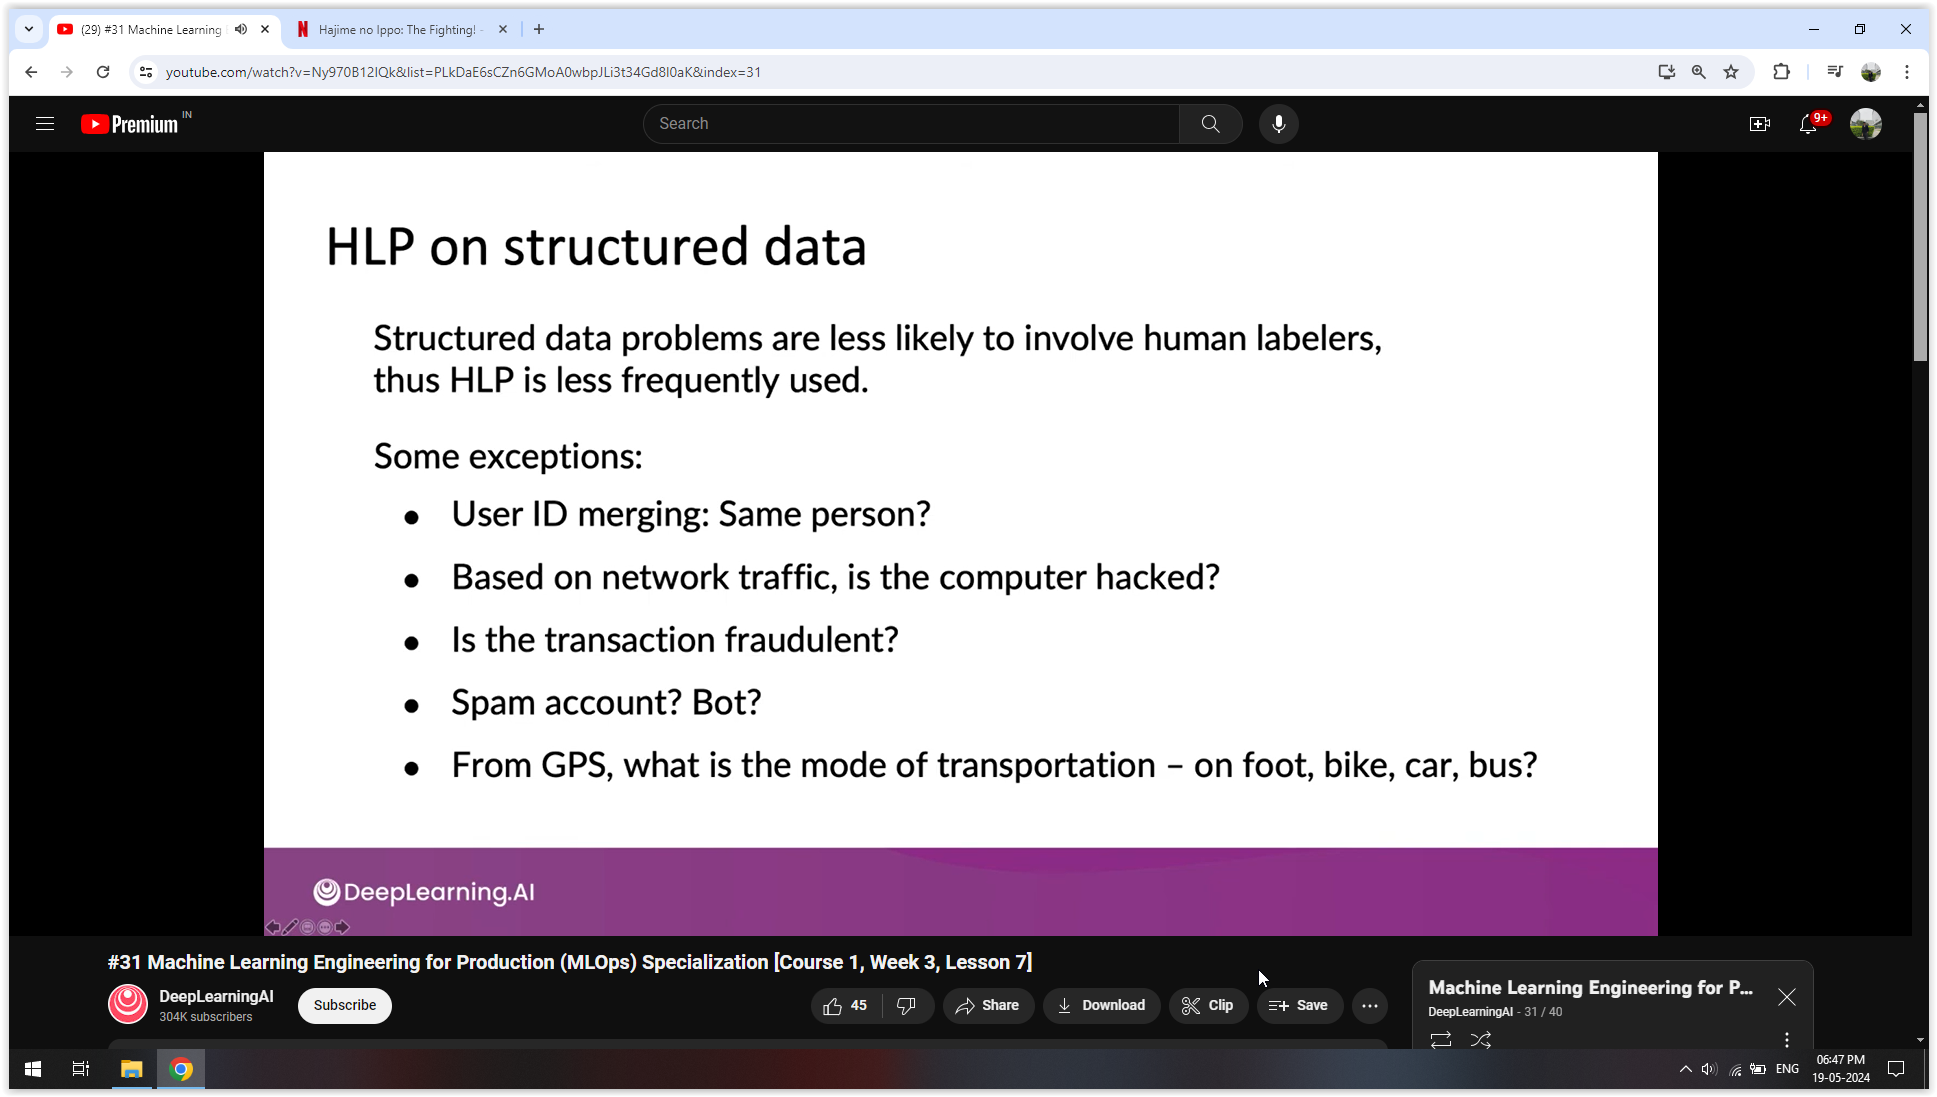 (29) #31 Machine Learning
Hajime no Ippo: The Fighting! -
youtube.com/watch?v=Ny970B12IQk&list=PLkDaE6sCZn6GMoA0wbpJLi3t34Gd8l0aK&index=31
Premium IN
Search
9+
HLP on structured data
Structured data problems are less likely to involve human labelers,
thus HLP is less frequently used.
Some exceptions:
● User ID merging: Same person?
● Based on network traffic, is the computer hacked?
● Is the transaction fraudulent?
● Spam account? Bot?
● From GPS, what is the mode of transportation – on foot, bike, car, bus?
DeepLearning.AI
#31 Machine Learning Engineering for Production (MLOps) Specialization [Course 1, Week 3, Lesson 7]
DeepLearningAI
304K subscribers
Subscribe
45
Share
Download
Clip
Save
Machine Learning Engineering for P...
DeepLearningAI - 31 / 40
ENG
06:47 PM
19-05-2024